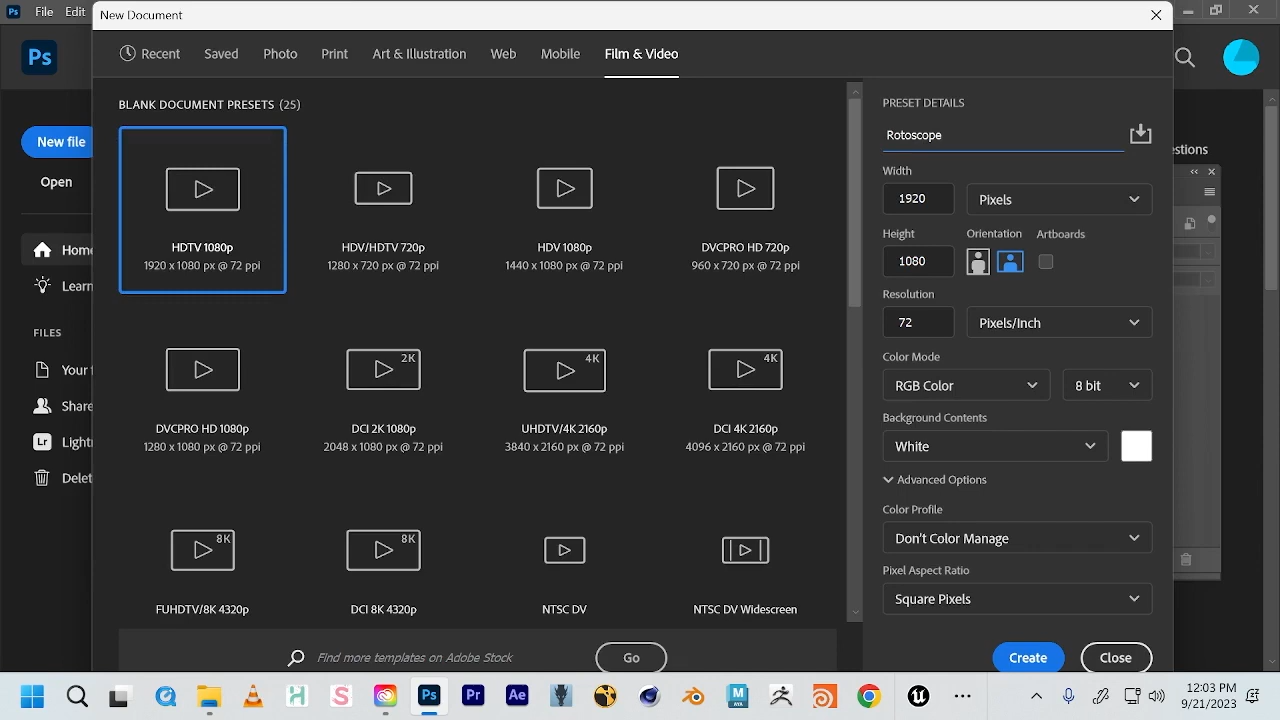 Ps File Edit
New Document
Ps
Recent Saved Photo Print Art & Illustration Web Mobile Film & Video
New file
Open
Home
Learn
FILES
Your f
Share
Lr Light
Delet
BLANK DOCUMENT PRESETS (25)
HDTV 1080p
1920 x 1080 px @ 72 ppi
HDV/HDTV 720p
1280 x 720 px @ 72 ppi
HDV 1080p
1440 x 1080 px @ 72 ppi
DVCPRO HD 720p
960 x 720 px @ 72 ppi
DVCPRO HD 1080p
1280 x 1080 px @ 72 ppi
2K
DCI 2K 1080p
2048 x 1080 px @ 72 ppi
4K
UHDTV/4K 2160p
3840 x 2160 px @ 72 ppi
4K
DCI 4K 2160p
4096 x 2160 px @ 72 ppi
8K
FUHDTV/8K 4320p
8K
DCI 8K 4320p
NTSC DV
NTSC DV Widescreen
Find more templates on Adobe Stock
Go
PRESET DETAILS
Rotoscope
Width
1920 Pixels
Height Orientation Artboards
1080
Resolution
72 Pixels/Inch
Color Mode
RGB Color 8 bit
Background Contents
White
Advanced Options
Color Profile
Don't Color Manage
Pixel Aspect Ratio
Square Pixels
Create Close
estions
H S Ps Pr Ae M MAYA
12:03 PM
9/21/2023